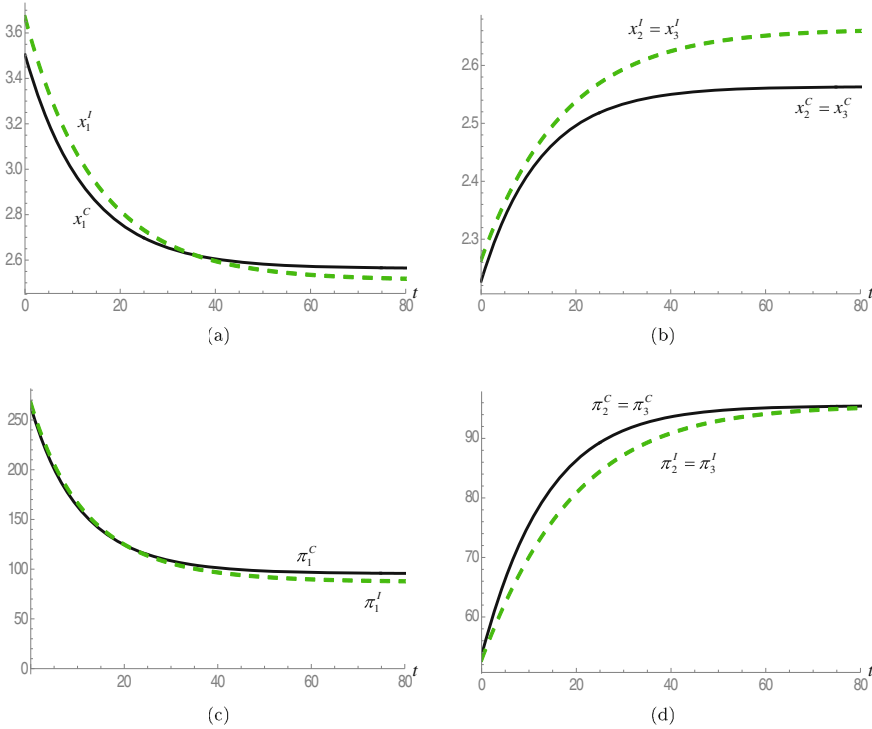 3.6
3.4
3.2
3.0
2.8
2.6
x_1^I
x_1^C
0 20 40 60 80 t
(a)
2.6
2.5
2.4
2.3
x_2^I = x_3^I
x_2^C = x_3^C
0 20 40 60 80 t
(b)
250
200
150
100
50
0
π_1^C
π_1^I
20 40 60 80 t
(c)
90
80
70
60
π_2^C = π_3^C
π_2^I = π_3^I
0 20 40 60 80 t
(d)